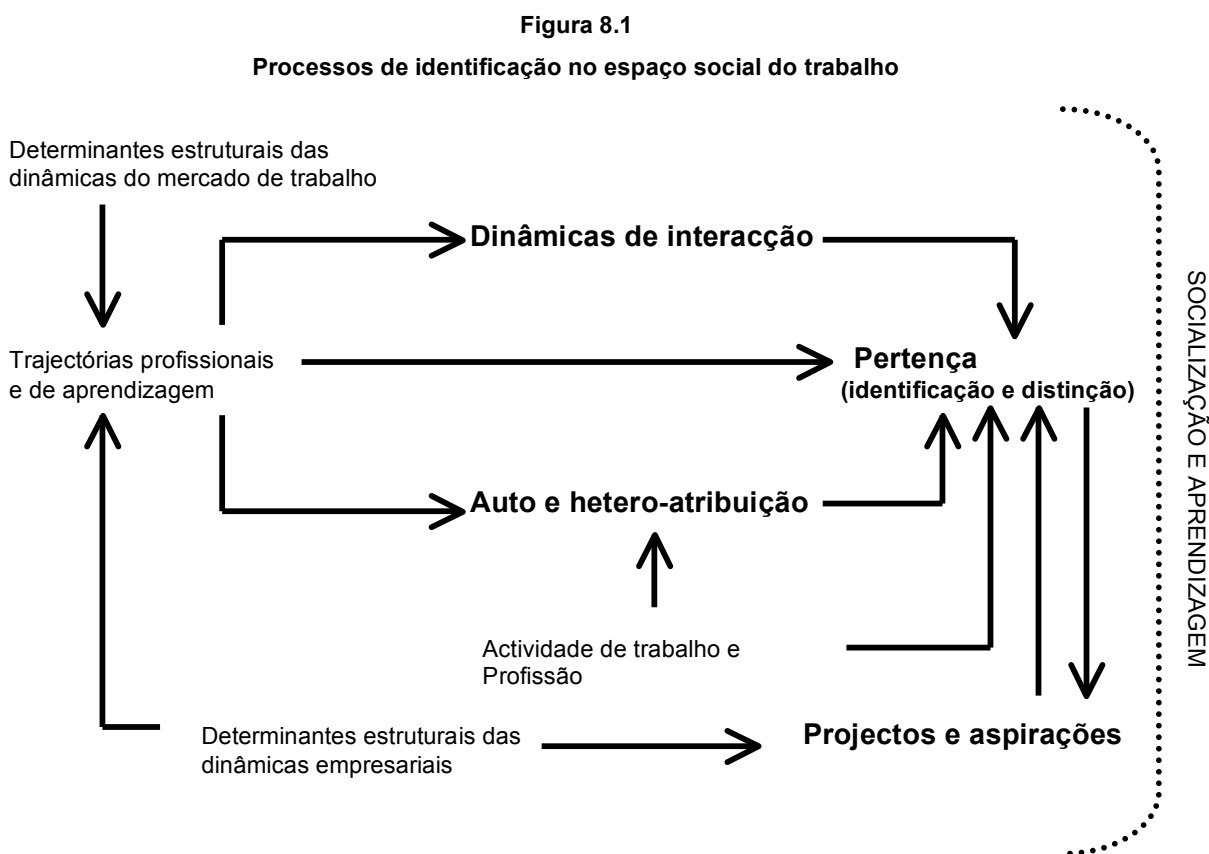 Figura 8.1
Processos de identificação no espaço social do trabalho
Determinantes estruturais das
dinâmicas do mercado de trabalho
Dinâmicas de interacção
Trajectórias profissionais
e de aprendizagem
Pertença
(identificação e distinção)
Auto e hetero-atribuição
Actividade de trabalho e
Profissão
Determinantes estruturais das
dinâmicas empresariais
Projectos e aspirações
SOCIALIZAÇÃO E APRENDIZAGEM